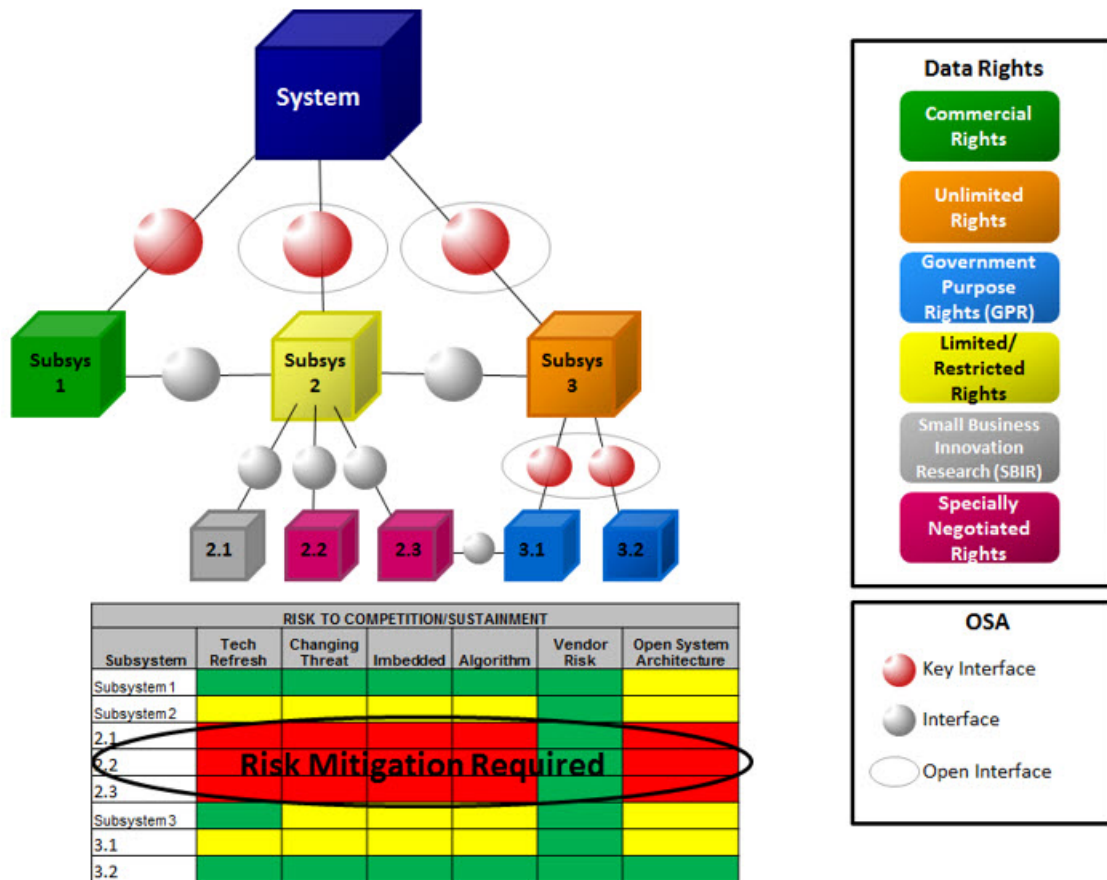 System
Subsys
1
Subsys
2
Subsys
3
2.1
2.2
2.3
3.1
3.2
Data Rights
Commercial
Rights
Unlimited
Rights
Government
Purpose
Rights (GPR)
Limited/
Restricted
Rights
Small Business
Innovation
Research (SBIR)
Specially
Negotiated
Rights
OSA
Key Interface
Interface
Open Interface
RISK TO COMPETITION/SUSTAINMENT
Subsystem
Tech
Refresh
Changing
Threat
Imbedded
Algorithm
Vendor
Risk
Open System
Architecture
Subsystem 1
Subsystem 2
2.1
2.2
2.3
Risk Mitigation Required
Subsystem 3
3.1
3.2